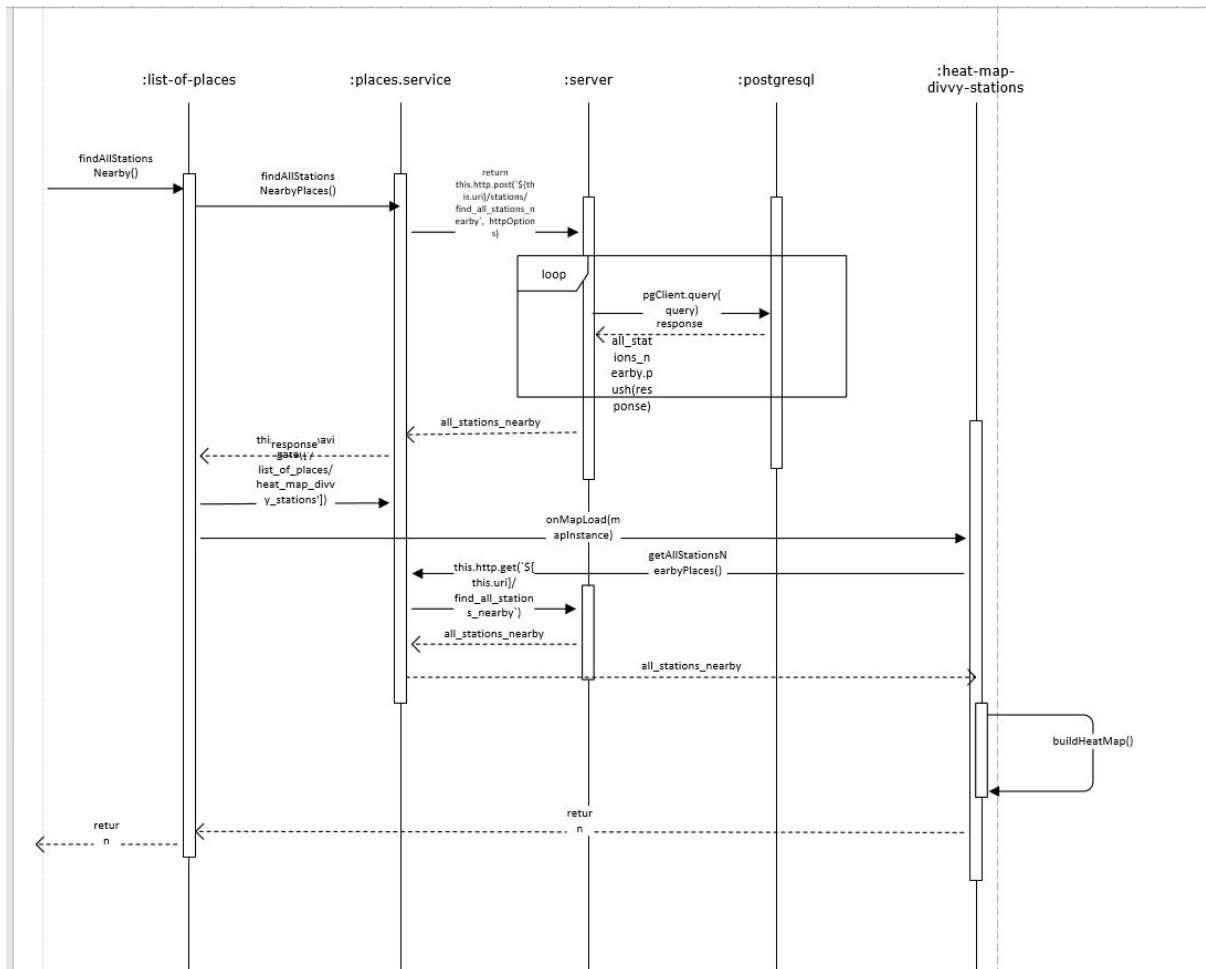 :list-of-places
:places.service
:server
:postgresql
:heat-map-
divvy-stations
findAllStations
Nearby()
findAllStations
NearbyPlaces()
return
this.http.post(`${th
is.uri}/stations/
find_all_stations_n
earby`, httpOption
s)
loop
pgClient.query(
query)
response
all_stat
ions_n
earby.p
ush(res
ponse)
all_stations_nearby
response
list_of_places/
heat_map_divv
y_stations'])
onMapLoad(m
apInstance)
getAllStationsN
earbyPlaces()
this.http.get(`${
this.uri}/
find_all_station
s_nearby`)
all_stations_nearby
all_stations_nearby
buildHeatMap()
retur
n
retur
n